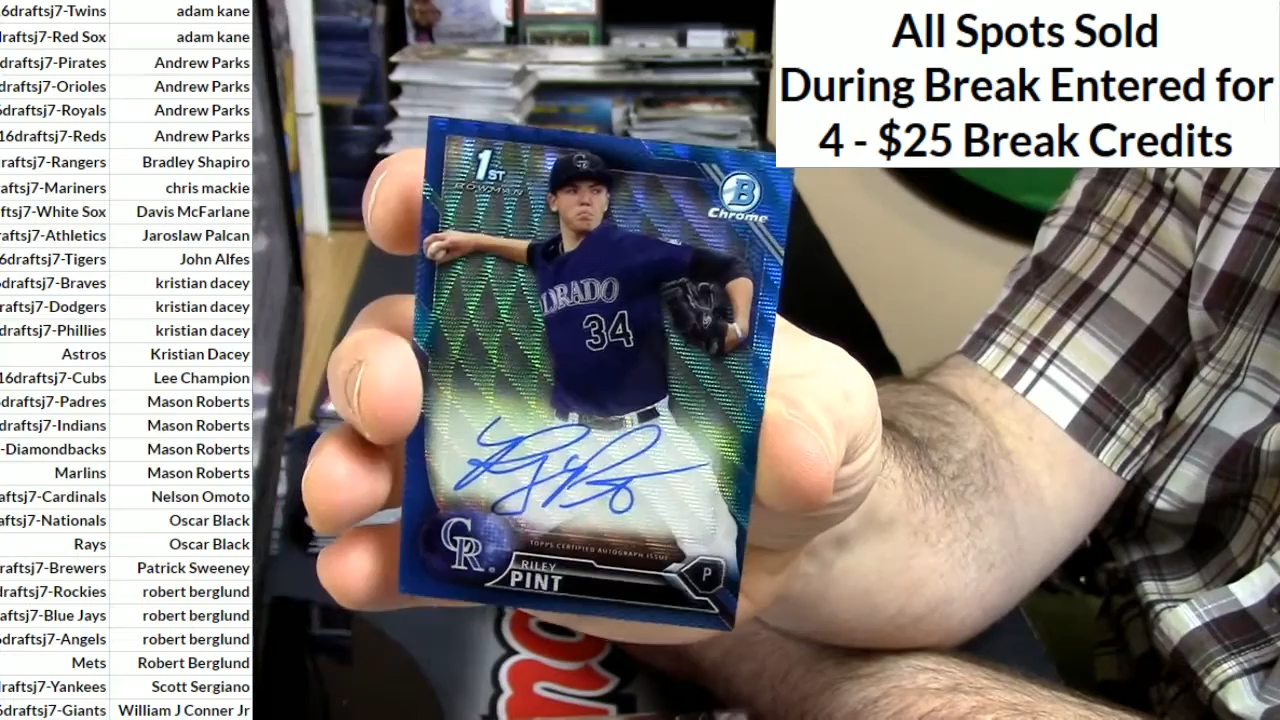 6draftsj7-Twins adam kane
draftsj7-Red Sox adam kane
draftsj7-Pirates Andrew Parks
draftsj7-Orioles Andrew Parks
6draftsj7-Royals Andrew Parks
16draftsj7-Reds Andrew Parks
raftsj7-Rangers Bradley Shapiro
aftsj7-Mariners chris mackie
ftsj7-White Sox Davis McFarlane
raftsj7-Athletics Jaroslaw Palcan
6draftsj7-Tigers John Alfes
draftsj7-Braves kristian dacey
draftsj7-Dodgers kristian dacey
draftsj7-Phillies kristian dacey
Astros Kristian Dacey
16draftsj7-Cubs Lee Champion
draftsj7-Padres Mason Roberts
draftsj7-Indians Mason Roberts
-Diamondbacks Mason Roberts
Marlins Mason Roberts
aftsj7-Cardinals Nelson Omoto
aftsj7-Nationals Oscar Black
Rays Oscar Black
raftsj7-Brewers Patrick Sweeney
draftsj7-Rockies robert berglund
aftsj7-Blue Jays robert berglund
draftsj7-Angels robert berglund
Mets Robert Berglund
raftsj7-Yankees Scott Sergiano
6draftsj7-Giants William J Conner Jr
All Spots Sold
During Break Entered for
4 - $25 Break Credits
1ST
BOWMAN
B
Chrome
CR
ORADO
34
TOPPS CERTIFIED AUTOGRAPH ISSUE
CR
RILEY
PINT
P